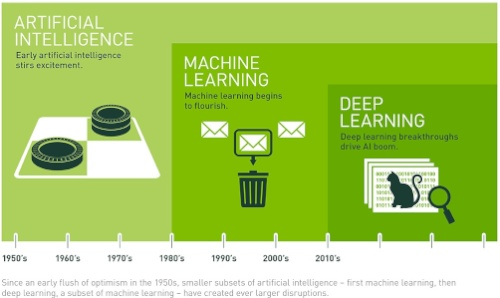 ARTIFICIAL
INTELLIGENCE
Early artificial intelligence
stirs excitement.
MACHINE
LEARNING
Machine learning begins
to flourish.
DEEP
LEARNING
Deep learning breakthroughs
drive AI boom.
1950's 1960's 1970's 1980's 1990's 2000's 2010's
Since an early flush of optimism in the 1950s, smaller subsets of artificial intelligence – first machine learning, then
deep learning, a subset of machine learning – have created ever larger disruptions.